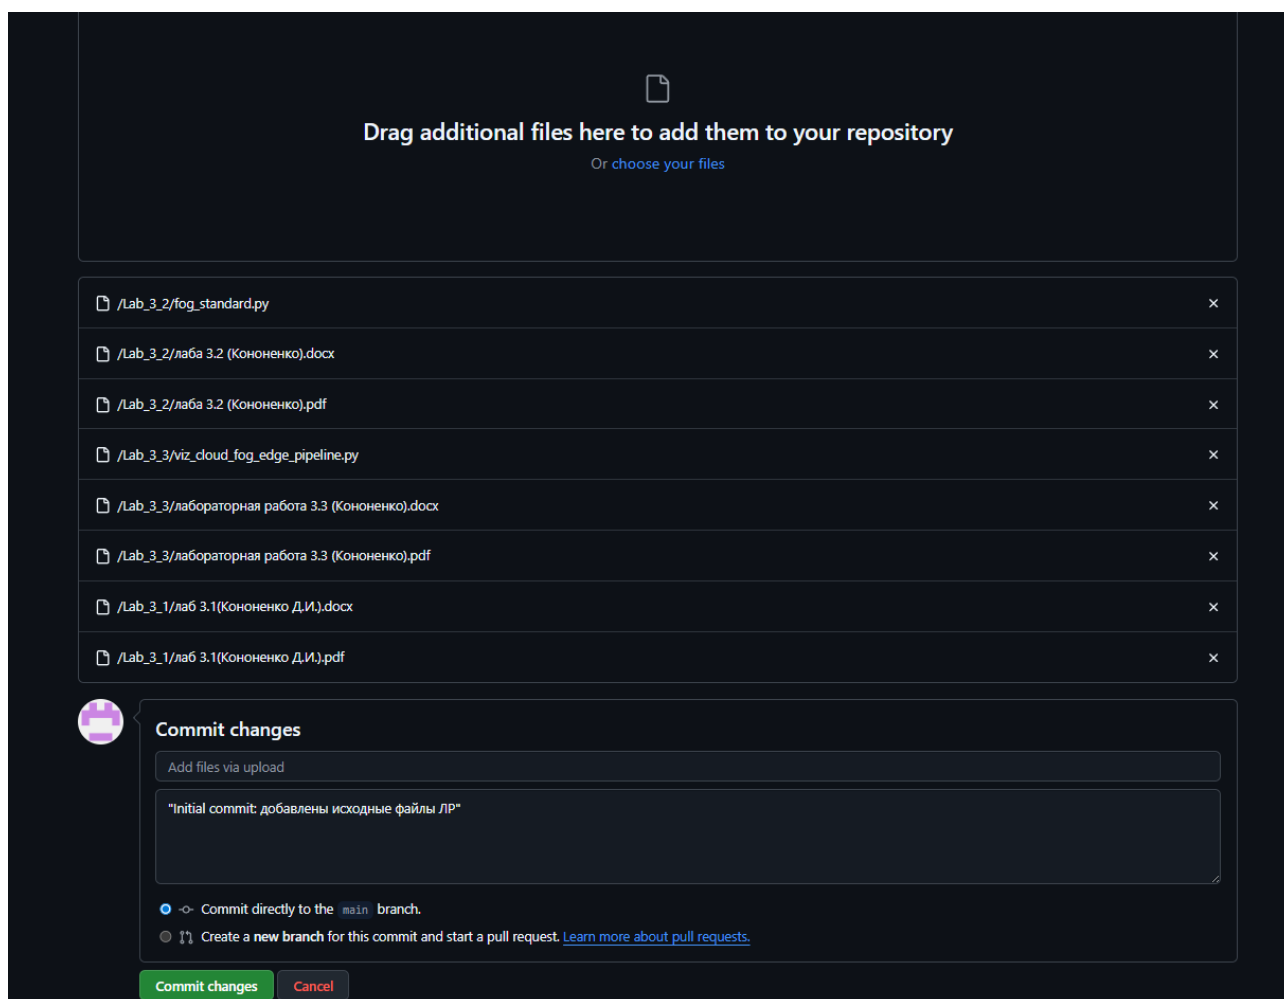 Drag additional files here to add them to your repository
Or choose your files
/Lab_3_2/fog_standard.py
/Lab_3_2/лаба 3.2 (Кононенко).docx
/Lab_3_2/лаба 3.2 (Кононенко).pdf
/Lab_3_3/viz_cloud_fog_edge_pipeline.py
/Lab_3_3/лабораторная работа 3.3 (Кононенко).docx
/Lab_3_3/лабораторная работа 3.3 (Кононенко).pdf
/Lab_3_1/лаб 3.1(Кононенко Д.И.).docx
/Lab_3_1/лаб 3.1(Кононенко Д.И.).pdf
Commit changes
Add files via upload
"Initial commit: добавлены исходные файлы ЛР"
Commit directly to the main branch.
Create a new branch for this commit and start a pull request. Learn more about pull requests.
Commit changes Cancel